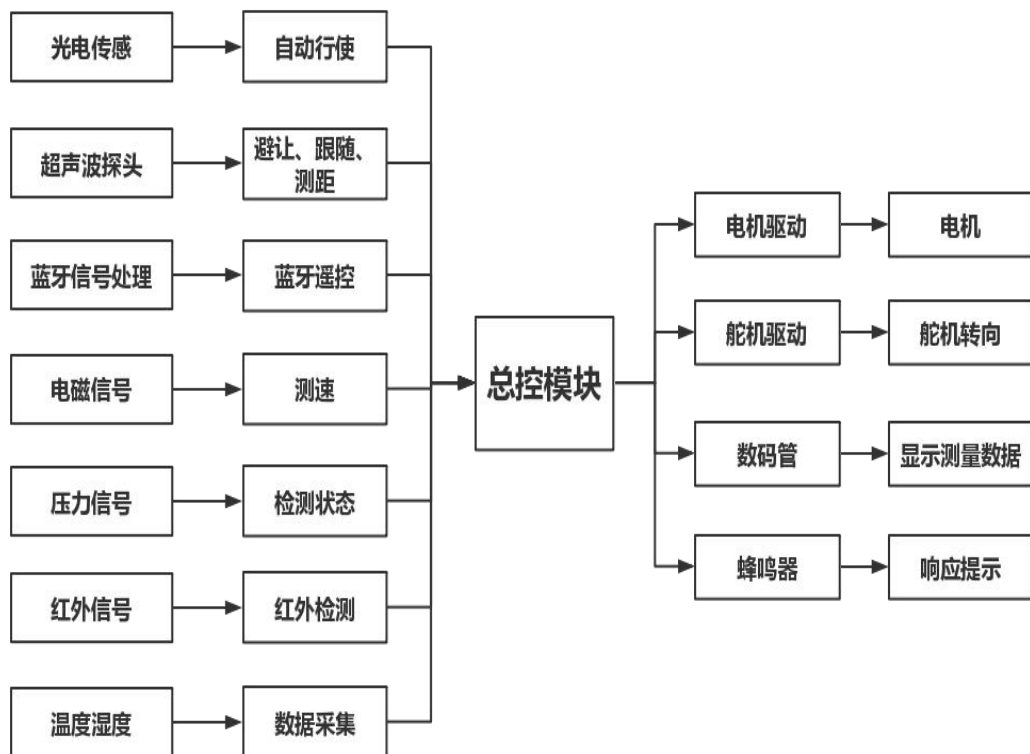 光电传感
自动行使
超声波探头
避让、跟随、
测距
蓝牙信号处理
蓝牙遥控
电磁信号
测速
压力信号
检测状态
红外信号
红外检测
温度湿度
数据采集
总控模块
电机驱动
电机
舵机驱动
舵机转向
数码管
显示测量数据
蜂鸣器
响应提示